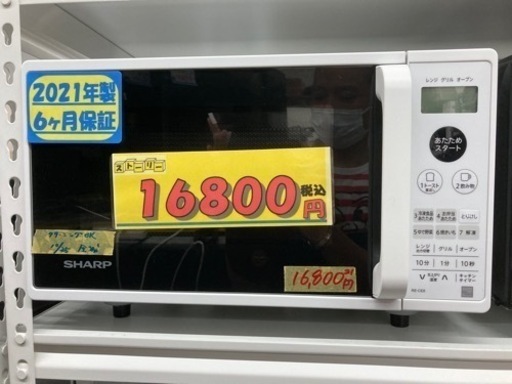 2021年製
6ヶ月保証
ストーリー
16800円
税込
SHARP
16,800円
レンジ グリル オーブン
あたため
スタート
1トースト
2飲み物
とりけし
7解凍
レンジ
グリル
オーブン
10分
1分
10秒
キッチン
タイマー